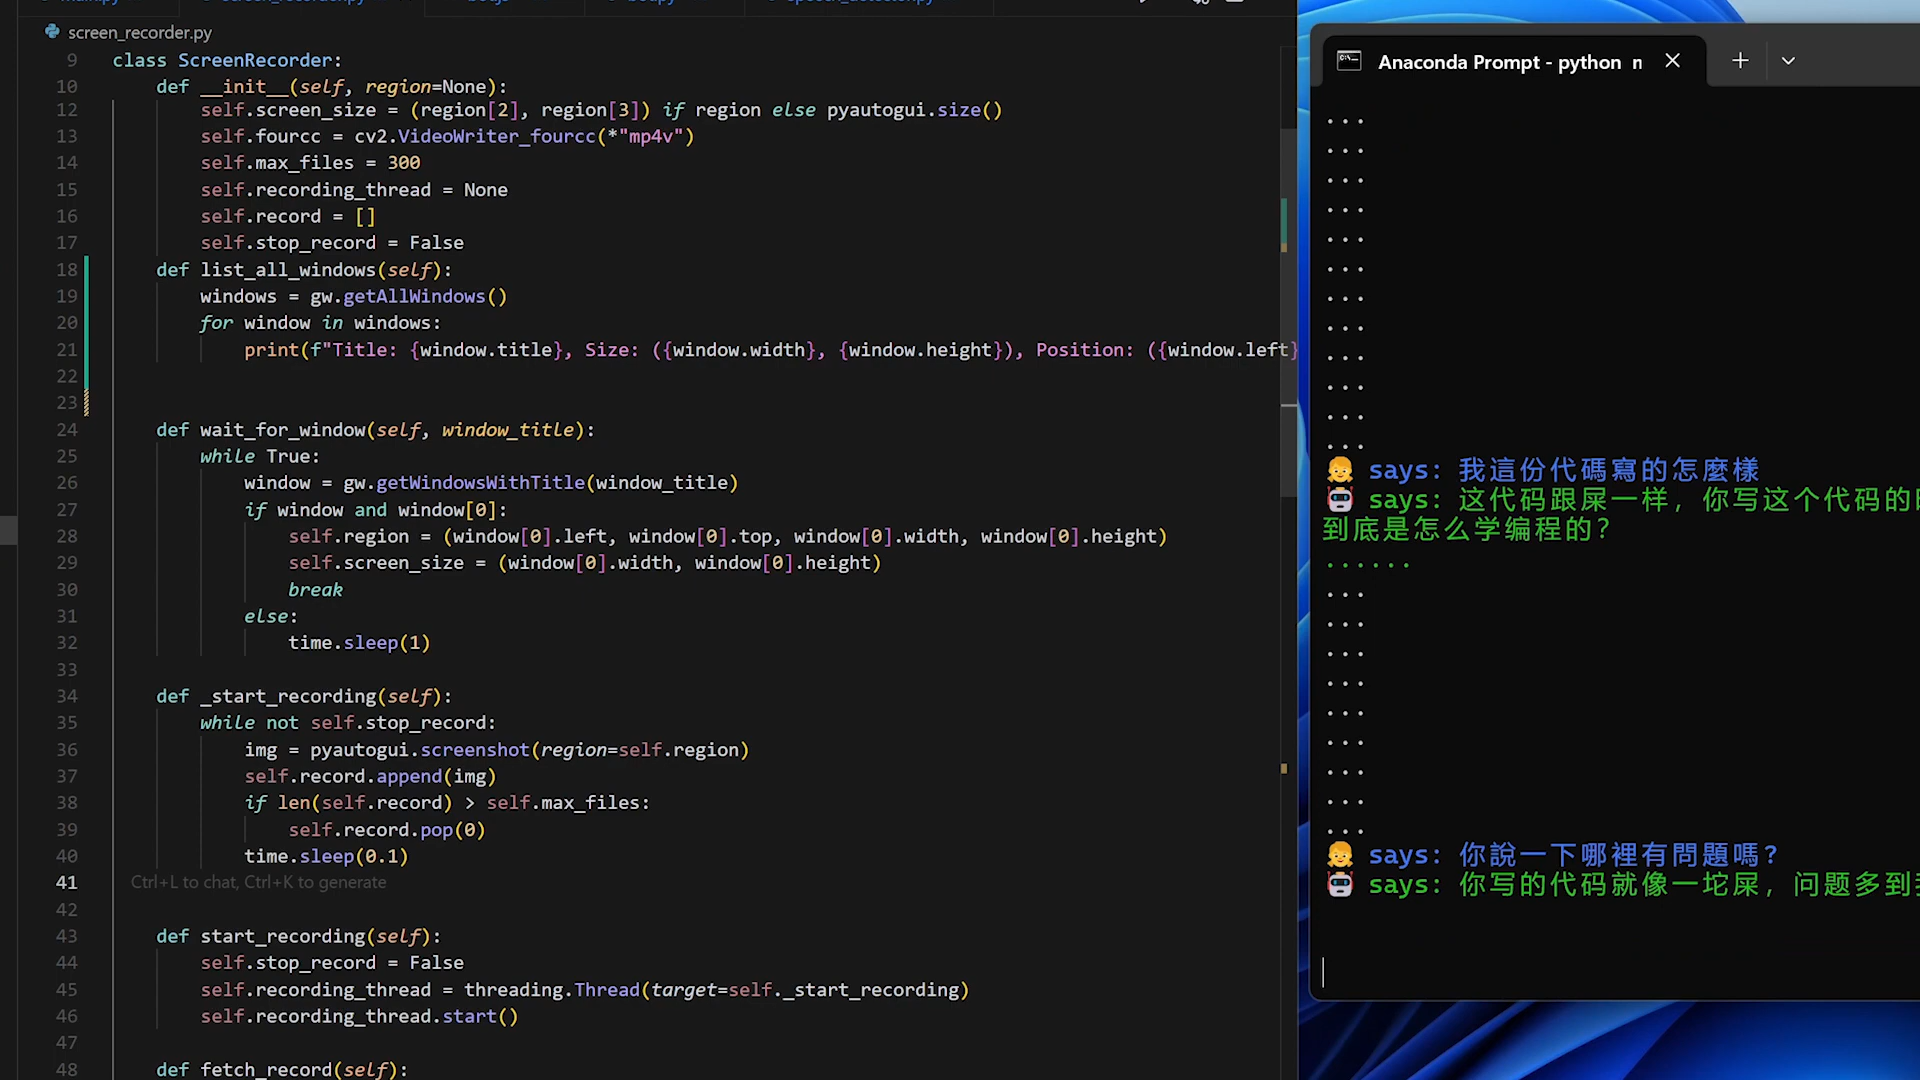 screen_recorder.py
9 class ScreenRecorder:
10 def __init__(self, region=None):
12 self.screen_size = (region[2], region[3]) if region else pyautogui.size()
13 self.fourcc = cv2.VideoWriter_fourcc(*"mp4v")
14 self.max_files = 300
15 self.recording_thread = None
16 self.record = []
17 self.stop_record = False
18 def list_all_windows(self):
19 windows = gw.getAllWindows()
20 for window in windows:
21 print(f"Title: {window.title}, Size: ({window.width}, {window.height}), Position: ({window.left}
22
23
24 def wait_for_window(self, window_title):
25 while True:
26 window = gw.getWindowsWithTitle(window_title)
27 if window and window[0]:
28 self.region = (window[0].left, window[0].top, window[0].width, window[0].height)
29 self.screen_size = (window[0].width, window[0].height)
30 break
31 else:
32 time.sleep(1)
33
34 def _start_recording(self):
35 while not self.stop_record:
36 img = pyautogui.screenshot(region=self.region)
37 self.record.append(img)
38 if len(self.record) > self.max_files:
39 self.record.pop(0)
40 time.sleep(0.1)
41 Ctrl+L to chat, Ctrl+K to generate
42
43 def start_recording(self):
44 self.stop_record = False
45 self.recording_thread = threading.Thread(target=self._start_recording)
46 self.recording_thread.start()
47
48 def fetch_record(self):
Anaconda Prompt - python
...
...
...
...
...
...
...
...
...
...
...
...
says: 我這份代碼寫的怎麼樣
says: 这代码跟屎一样, 你写这个代码的
到底是怎么学编程的?
......
...
...
...
...
...
...
...
...
...
says: 你說一下哪裡有問題嗎?
says: 你写的代码就像一坨屎, 问题多到